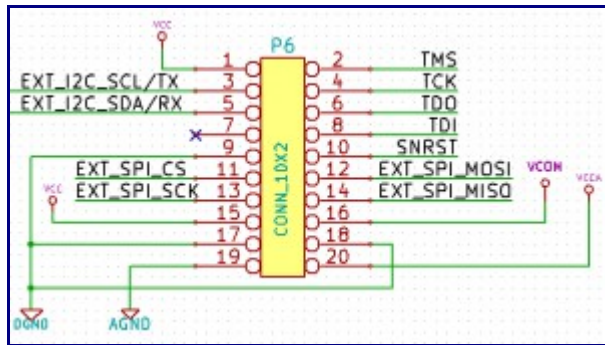 VCC
P6
1 2 TMS
EXT_I2C_SCL/TX 3 4 TCK
EXT_I2C_SDA/RX 5 6 TDO
7 8 TDI
9 10 SNRST
EXT_SPI_CS 11 12 EXT_SPI_MOSI
EXT_SPI_SCK 13 14 EXT_SPI_MISO
VCC 15 16 VCOM VCCA
17 18
19 20
CONN_10X2
DGND AGND